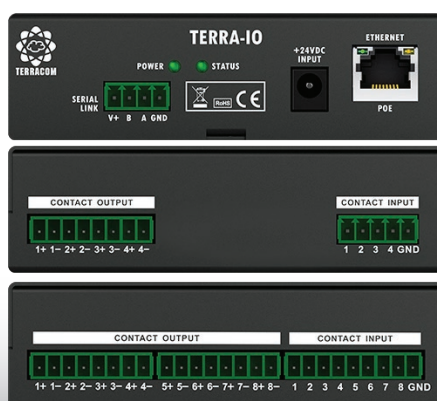 TERRACOM
TERRA-IO
POWER
STATUS
SERIAL LINK
V+ B A GND
RoHS CE
+24VDC INPUT
ETHERNET
POE
CONTACT OUTPUT
1+ 1− 2+ 2− 3+ 3− 4+ 4−
CONTACT INPUT
1 2 3 4 GND
CONTACT OUTPUT
1+ 1− 2+ 2− 3+ 3− 4+ 4− 5+ 5− 6+ 6− 7+ 7− 8+ 8−
CONTACT INPUT
1 2 3 4 5 6 7 8 GND